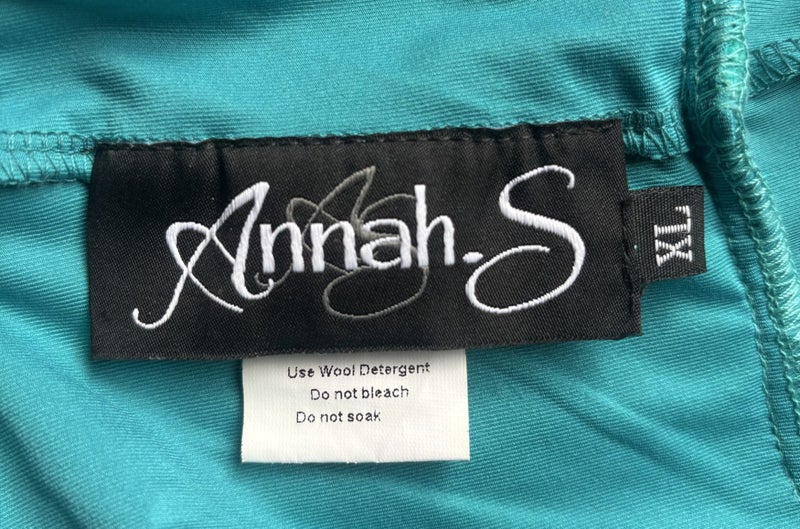 Annah.S
XL
Use Wool Detergent
Do not bleach
Do not soak